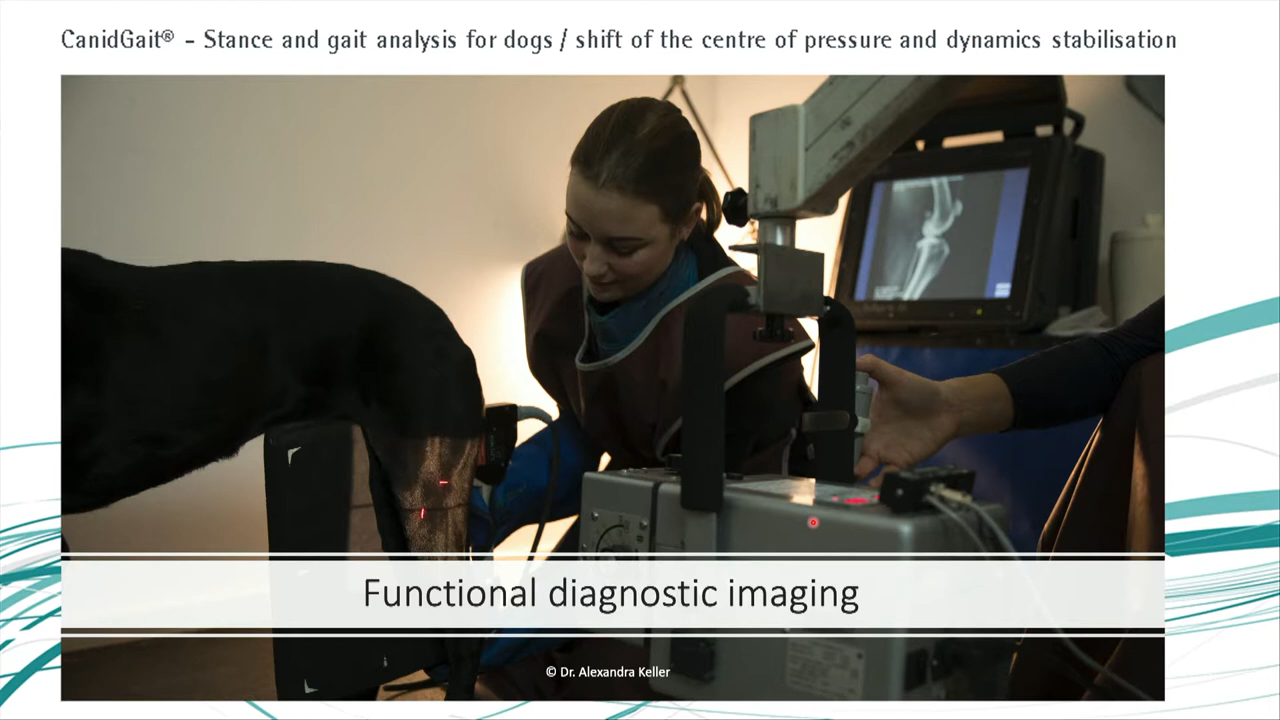 CanidGait® - Stance and gait analysis for dogs / shift of the centre of pressure and dynamics stabilisation
Functional diagnostic imaging
© Dr. Alexandra Keller